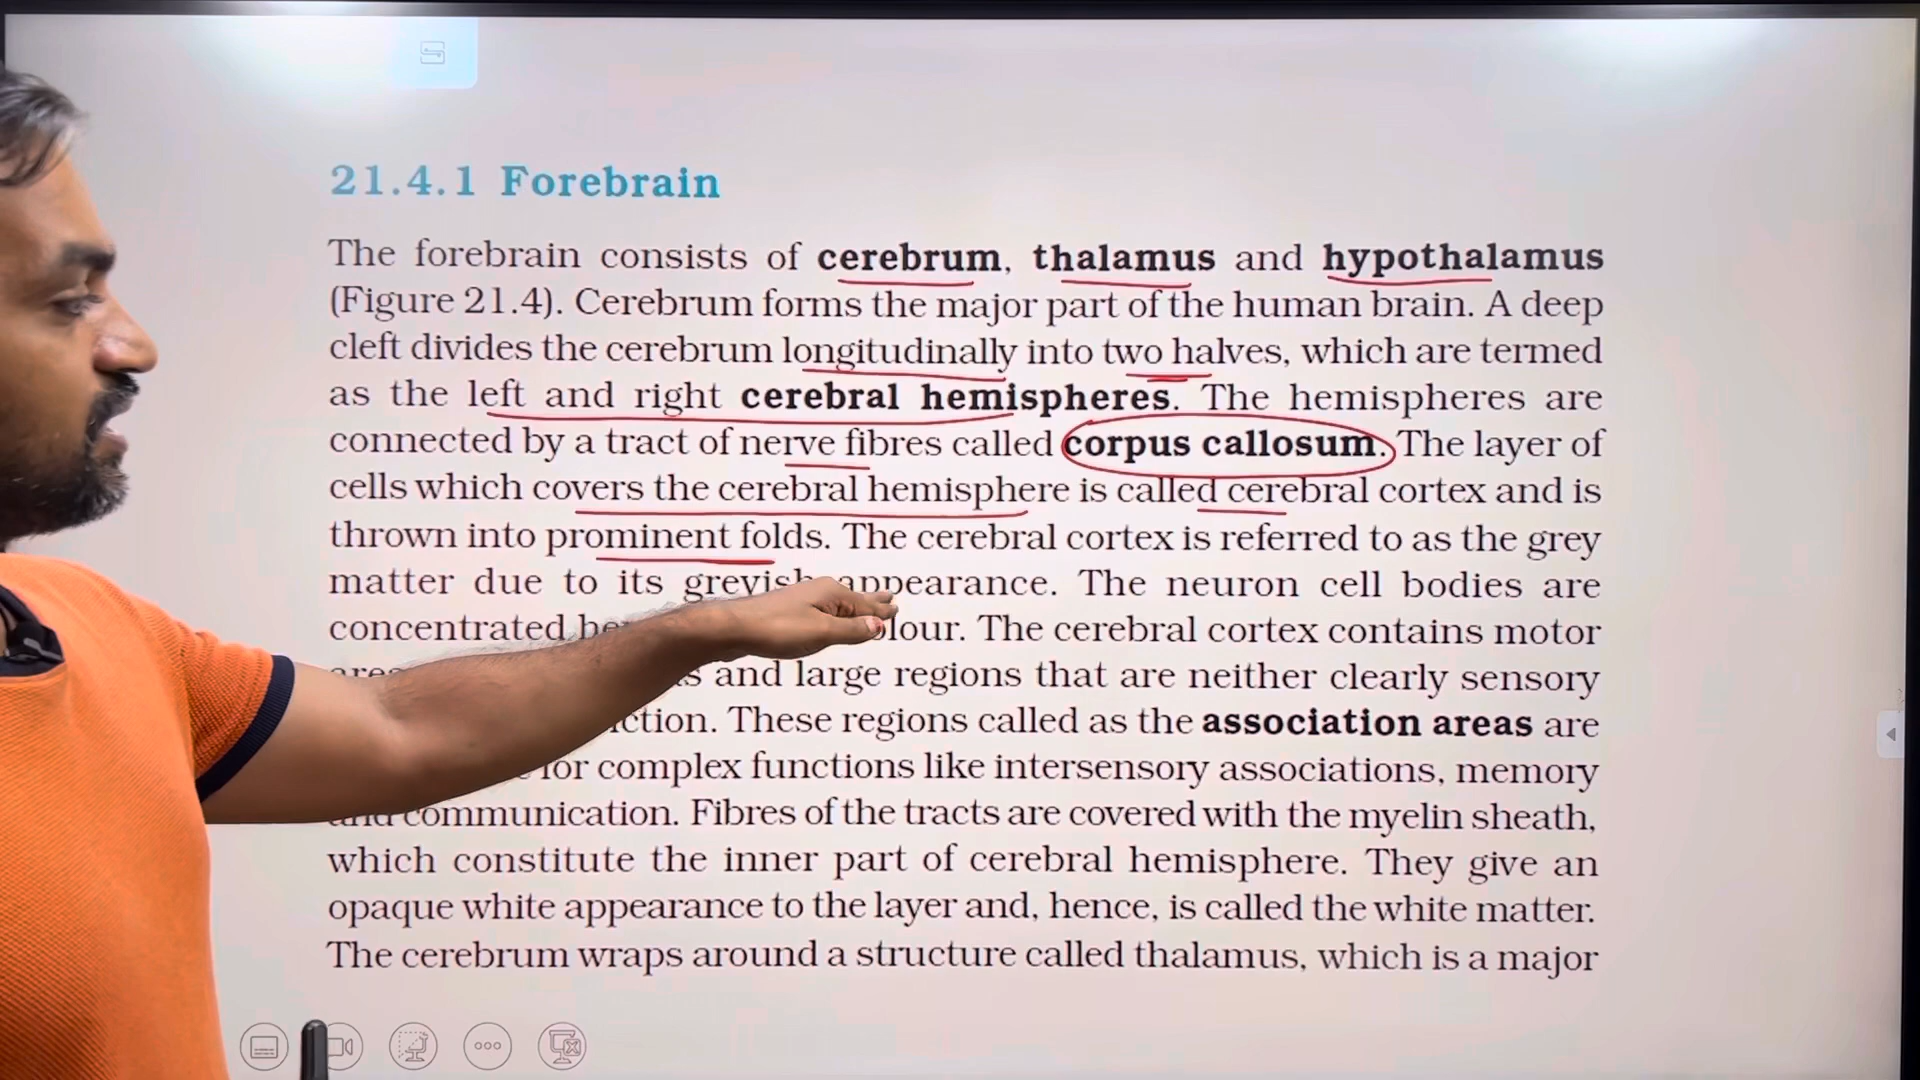 21.4.1 Forebrain
The forebrain consists of cerebrum, thalamus and hypothalamus
(Figure 21.4). Cerebrum forms the major part of the human brain. A deep
cleft divides the cerebrum longitudinally into two halves, which are termed
as the left and right cerebral hemispheres. The hemispheres are
connected by a tract of nerve fibres called corpus callosum. The layer of
cells which covers the cerebral hemisphere is called cerebral cortex and is
thrown into prominent folds. The cerebral cortex is referred to as the grey
matter due to its greyish appearance. The neuron cell bodies are
concentrated The cerebral cortex contains motor
and large regions that are neither clearly sensory
These regions called as the association areas are
for complex functions like intersensory associations, memory
and communication. Fibres of the tracts are covered with the myelin sheath,
which constitute the inner part of cerebral hemisphere. They give an
opaque white appearance to the layer and, hence, is called the white matter.
The cerebrum wraps around a structure called thalamus, which is a major